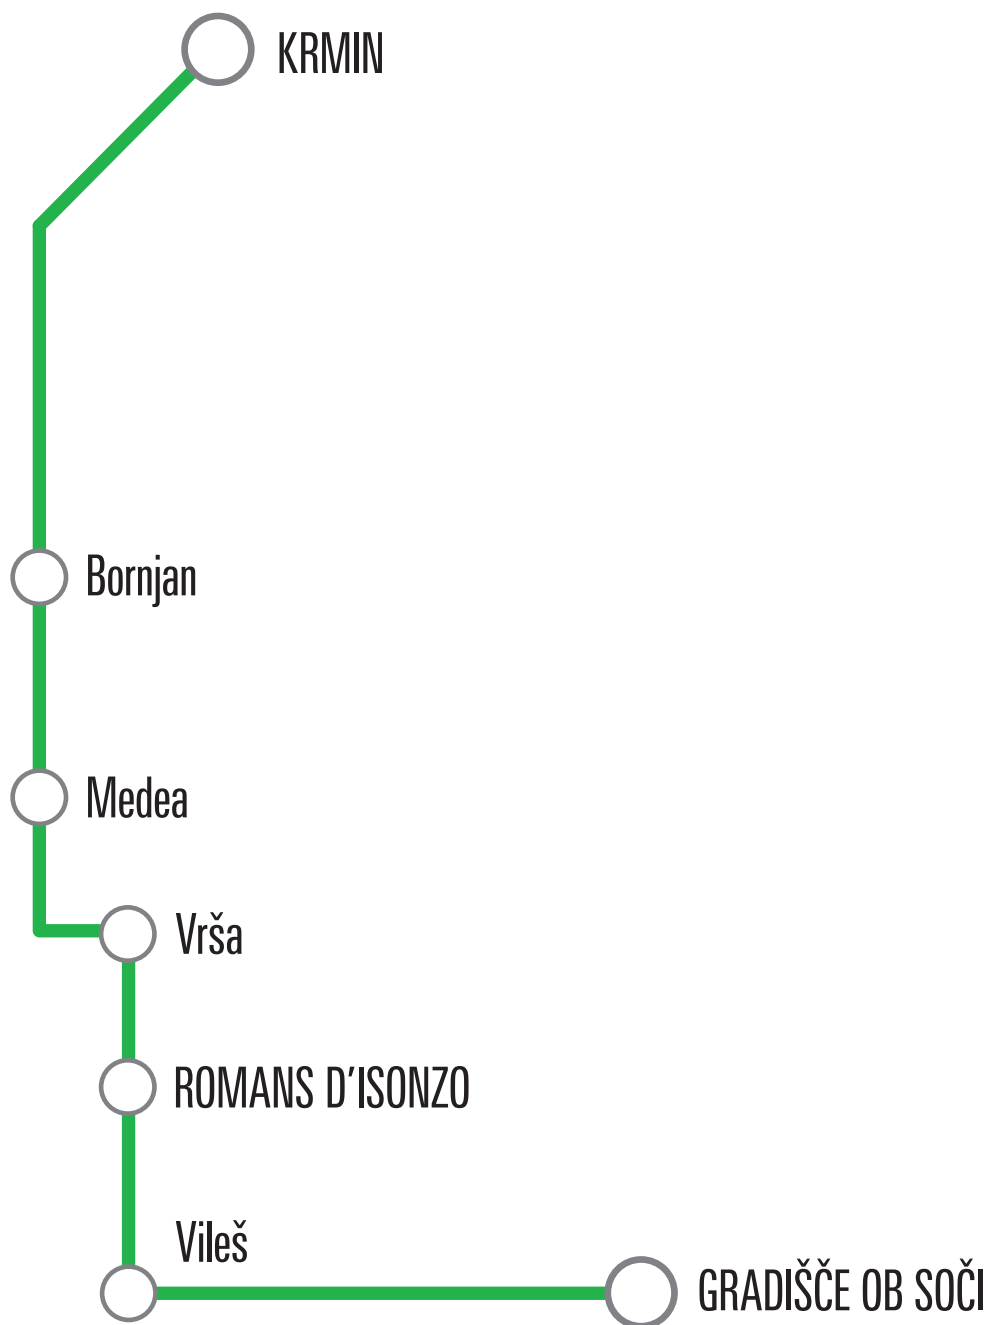 KRMIN
Bornjan
Medea
Vrša
ROMANS D'ISONZO
Vileš
GRADIŠČE OB SOČI